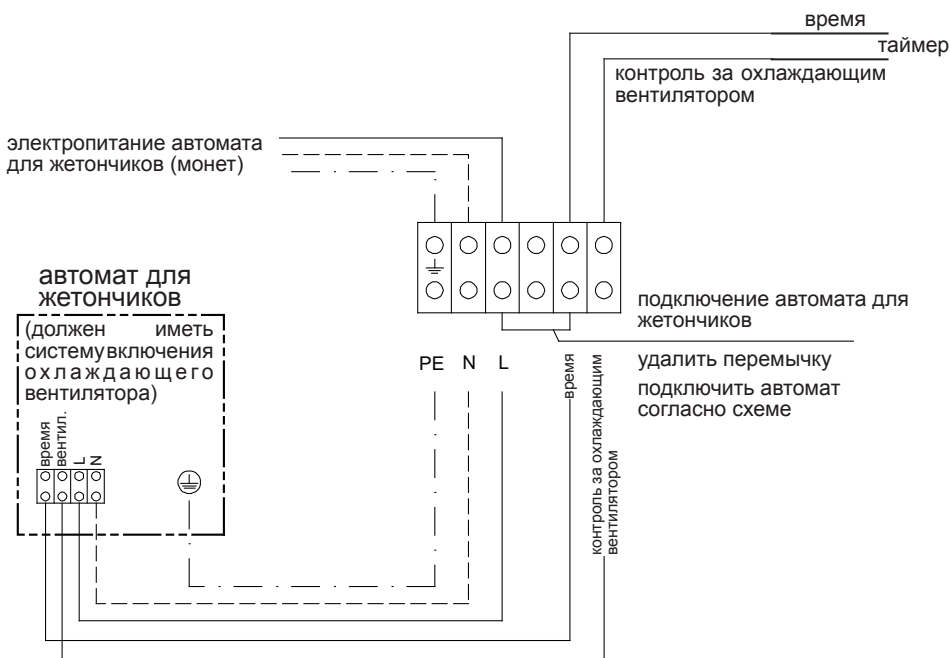 время
таймер
контроль за охлаждающим
вентилятором
электропитание автомата
для жетончиков (монет)
автомат для
жетончиков
(должен иметь
систему включения
охлаждающего
вентилятора)
подключение автомата для
жетончиков
удалить перемычку
подключить автомат
согласно схеме
PE N L
время
контроль за охлаждающим
вентилятором
время
вентил.
L
N